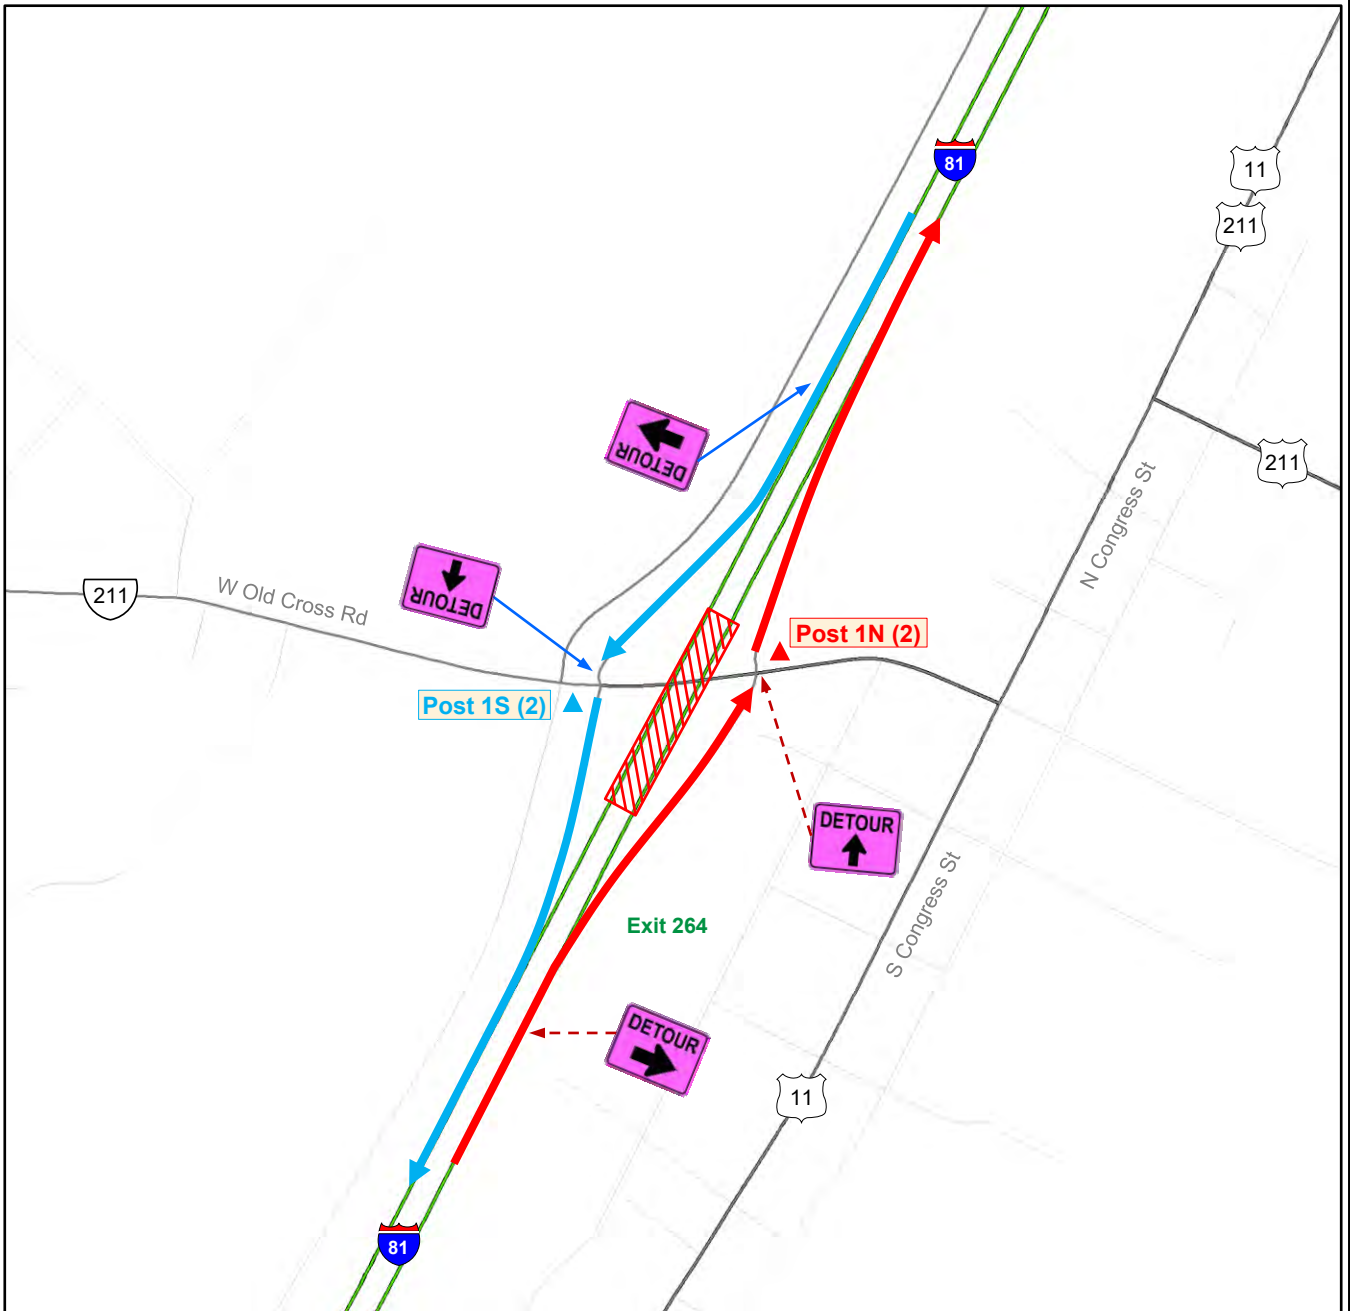 81
11
211
DETOUR
211
N Congress St
DETOUR
211
W Old Cross Rd
Post 1N (2)
Post 1S (2)
DETOUR
S Congress St
Exit 264
DETOUR
11
81